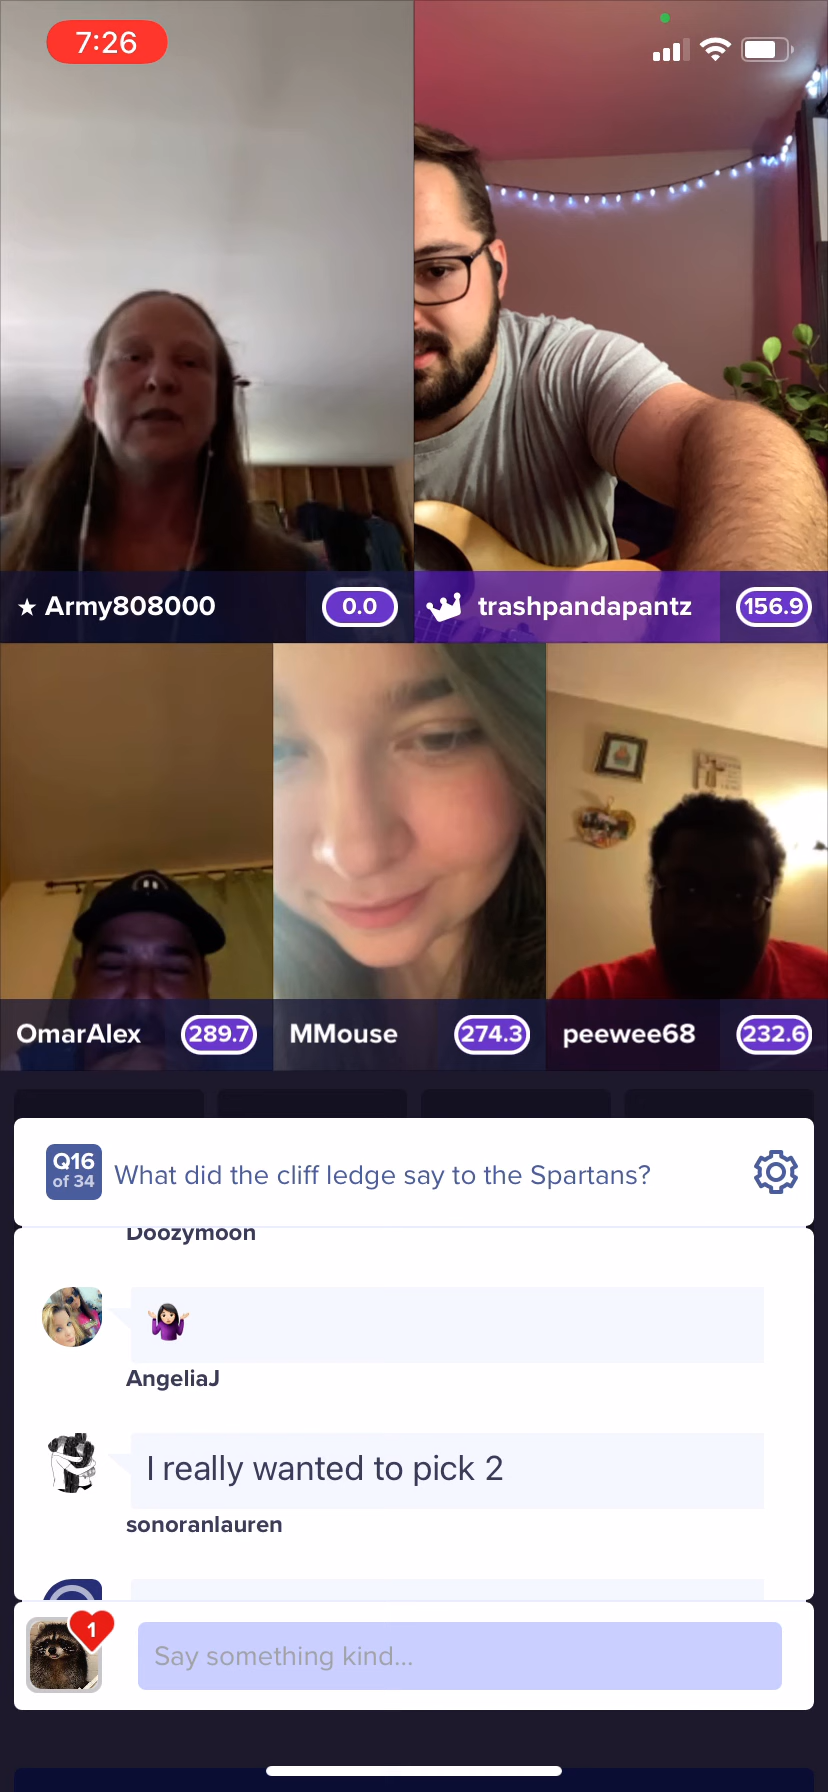 7:26
★ Army808000 0.0
trashpandapantz 156.9
OmarAlex 289.7
MMouse 274.3
peewee68 232.6
Q16
of 34
What did the cliff ledge say to the Spartans?
Doozymoon
AngeliaJ
I really wanted to pick 2
sonoranlauren
1
Say something kind...